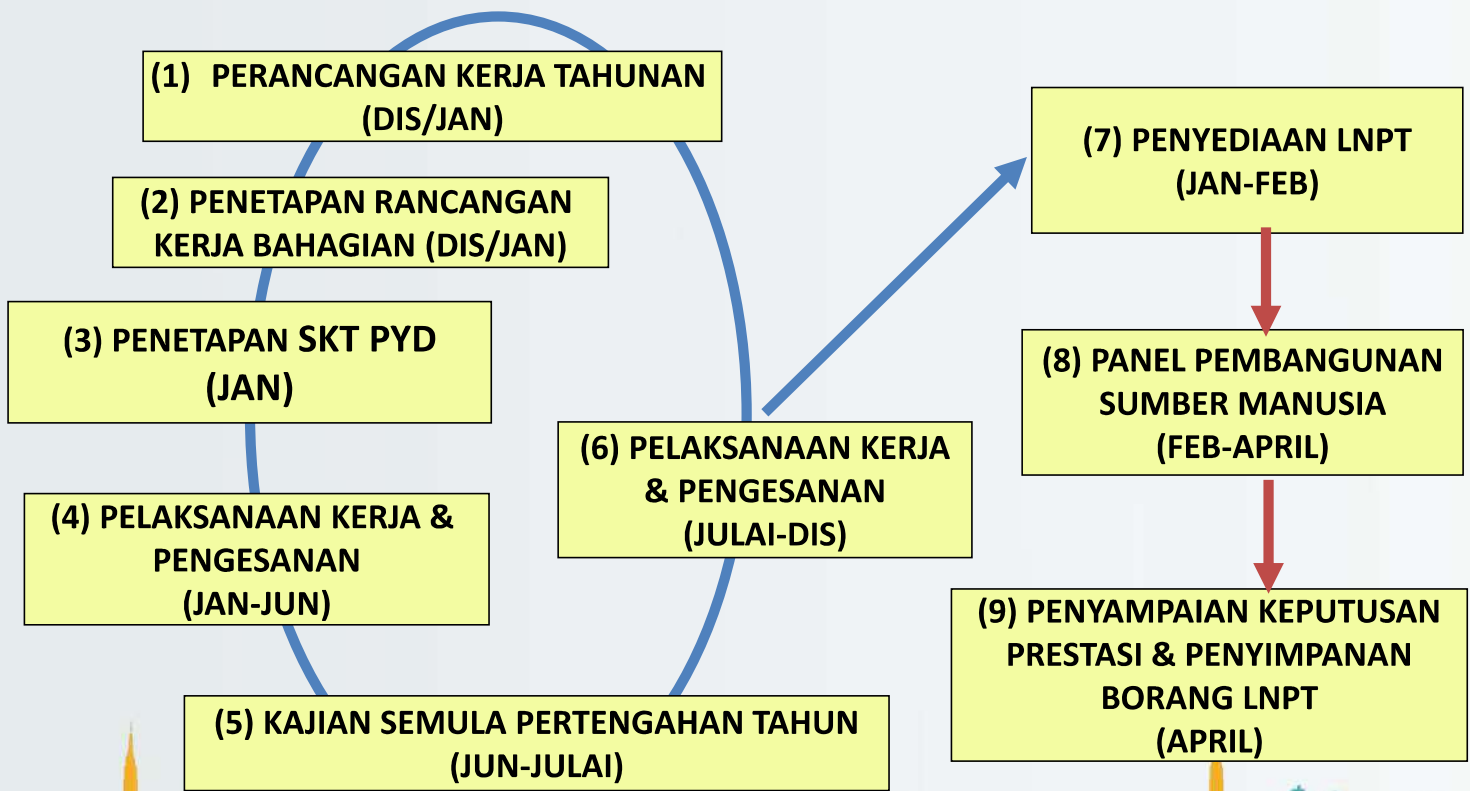 (1) PERANCANGAN KERJA TAHUNAN
(DIS/JAN)
(2) PENETAPAN RANCANGAN
KERJA BAHAGIAN (DIS/JAN)
(3) PENETAPAN SKT PYD
(JAN)
(4) PELAKSANAAN KERJA &
PENGESANAN
(JAN-JUN)
(5) KAJIAN SEMULA PERTENGAHAN TAHUN
(JUN-JULAI)
(6) PELAKSANAAN KERJA
& PENGESANAN
(JULAI-DIS)
(7) PENYEDIAAN LNPT
(JAN-FEB)
(8) PANEL PEMBANGUNAN
SUMBER MANUSIA
(FEB-APRIL)
(9) PENYAMPAIAN KEPUTUSAN
PRESTASI & PENYIMPANAN
BORANG LNPT
(APRIL)